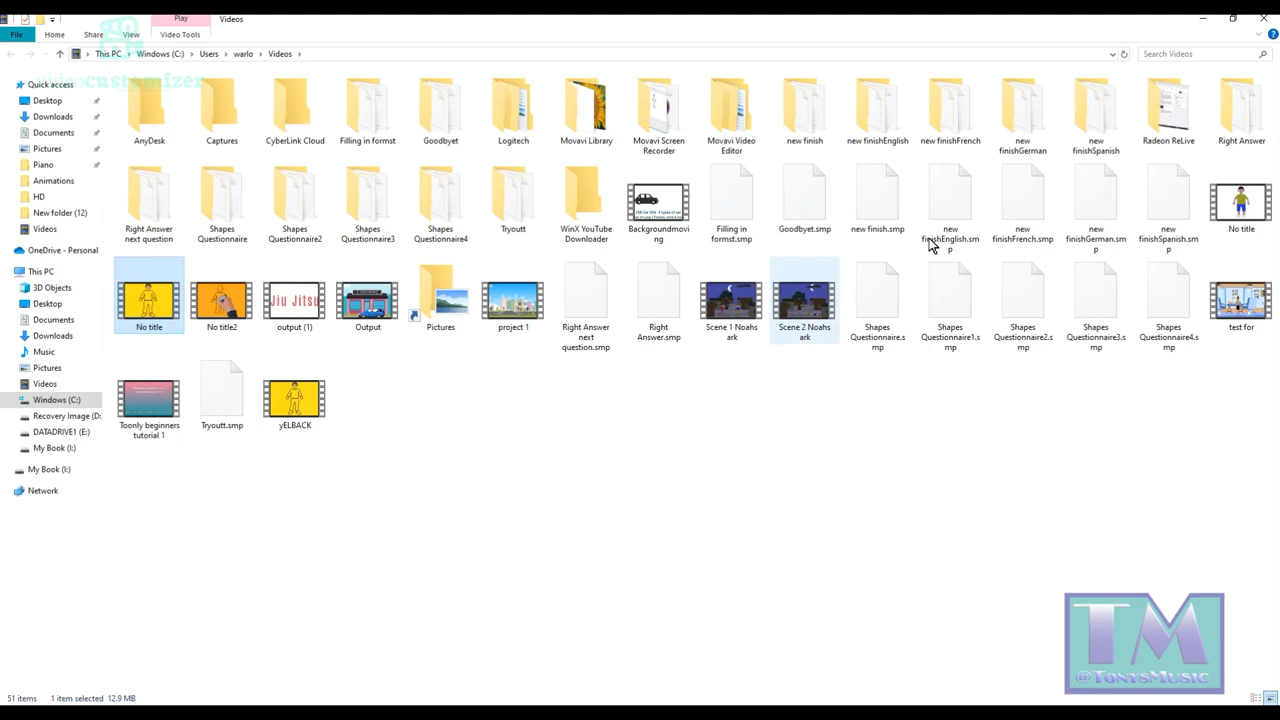 Play
Videos
File
Home
Share
View
Video Tools
This PC
Windows (C:)
Users
warlo
Videos
Search Videos
videocustomizer
Quick access
Desktop
Downloads
Documents
Pictures
Piano
Animations
HD
New folder (12)
Videos
OneDrive - Personal
This PC
3D Objects
Desktop
Documents
Downloads
Music
Pictures
Videos
Windows (C:)
Recovery Image (D:
DATADRIVE1 (E:)
My Book (I:)
My Book (I:)
Network
AnyDesk
Captures
CyberLink Cloud
Filling in formst
Goodbyet
Logitech
Movavi Library
Movavi Screen
Recorder
Movavi Video
Editor
new finish
new finishEnglish
new finishFrench
new
finishGerman
new
finishSpanish
Radeon ReLive
Right Answer
Right Answer
next question
Shapes
Questionnaire
Shapes
Questionnaire2
Shapes
Questionnaire3
Shapes
Questionnaire4
Tryoutt
WinX YouTube
Downloader
Backgroundmovi
ng
Filling in
formst.smp
Goodbyet.smp
new finish.smp
new
finishEnglish.sm
p
new
finishFrench.smp
new
finishGerman.sm
p
new
finishSpanish.sm
p
No title
No title
No title2
Jiu Jitsu
output (1)
Output
Pictures
project 1
Right Answer
next
question.smp
Right
Answer.smp
Scene 1 Noahs
ark
Scene 2 Noahs
ark
Shapes
Questionnaire.s
mp
Shapes
Questionnaire1.s
mp
Shapes
Questionnaire2.s
mp
Shapes
Questionnaire3.s
mp
Shapes
Questionnaire4.s
mp
test for
Toonly beginners
tutorial 1
Tryoutt.smp
yELBACK
TM
@TonysMusic
51 items
1 item selected 12.9 MB